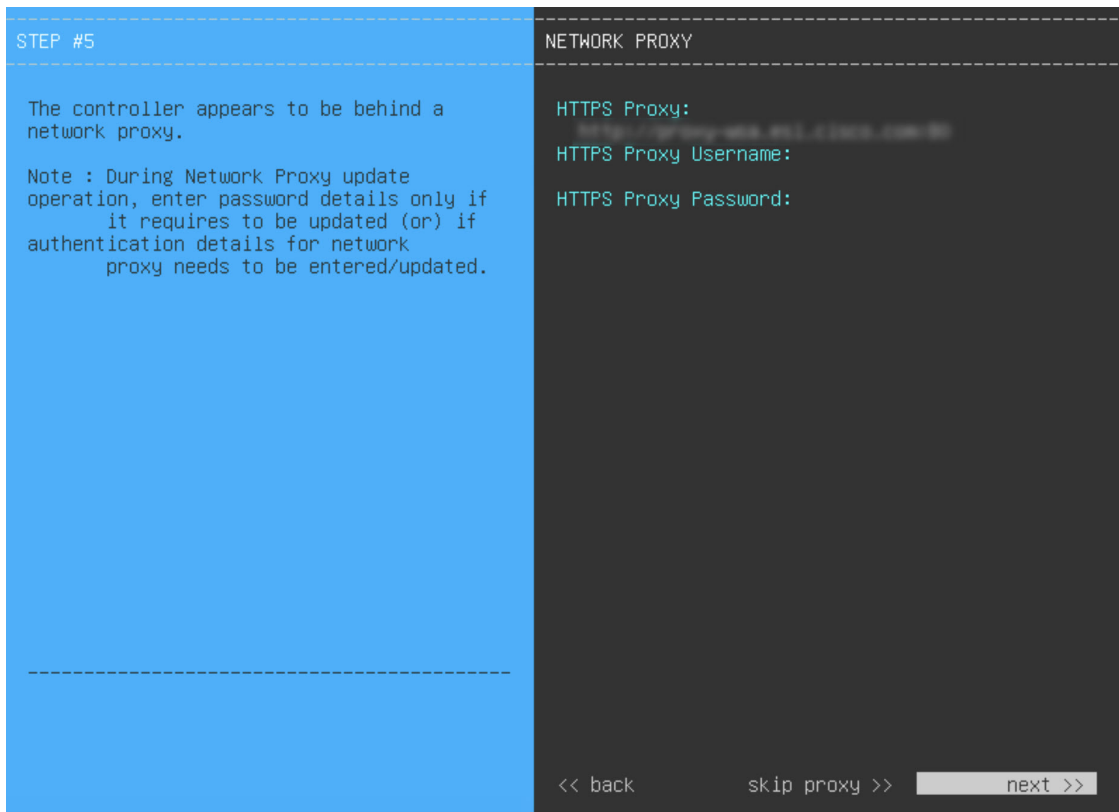 STEP #5
The controller appears to be behind a
network proxy.
Note : During Network Proxy update
operation, enter password details only if
it requires to be updated (or) if
authentication details for network
proxy needs to be entered/updated.
NETWORK PROXY
HTTPS Proxy:
HTTPS Proxy Username:
HTTPS Proxy Password:
<< back skip proxy >> next >>